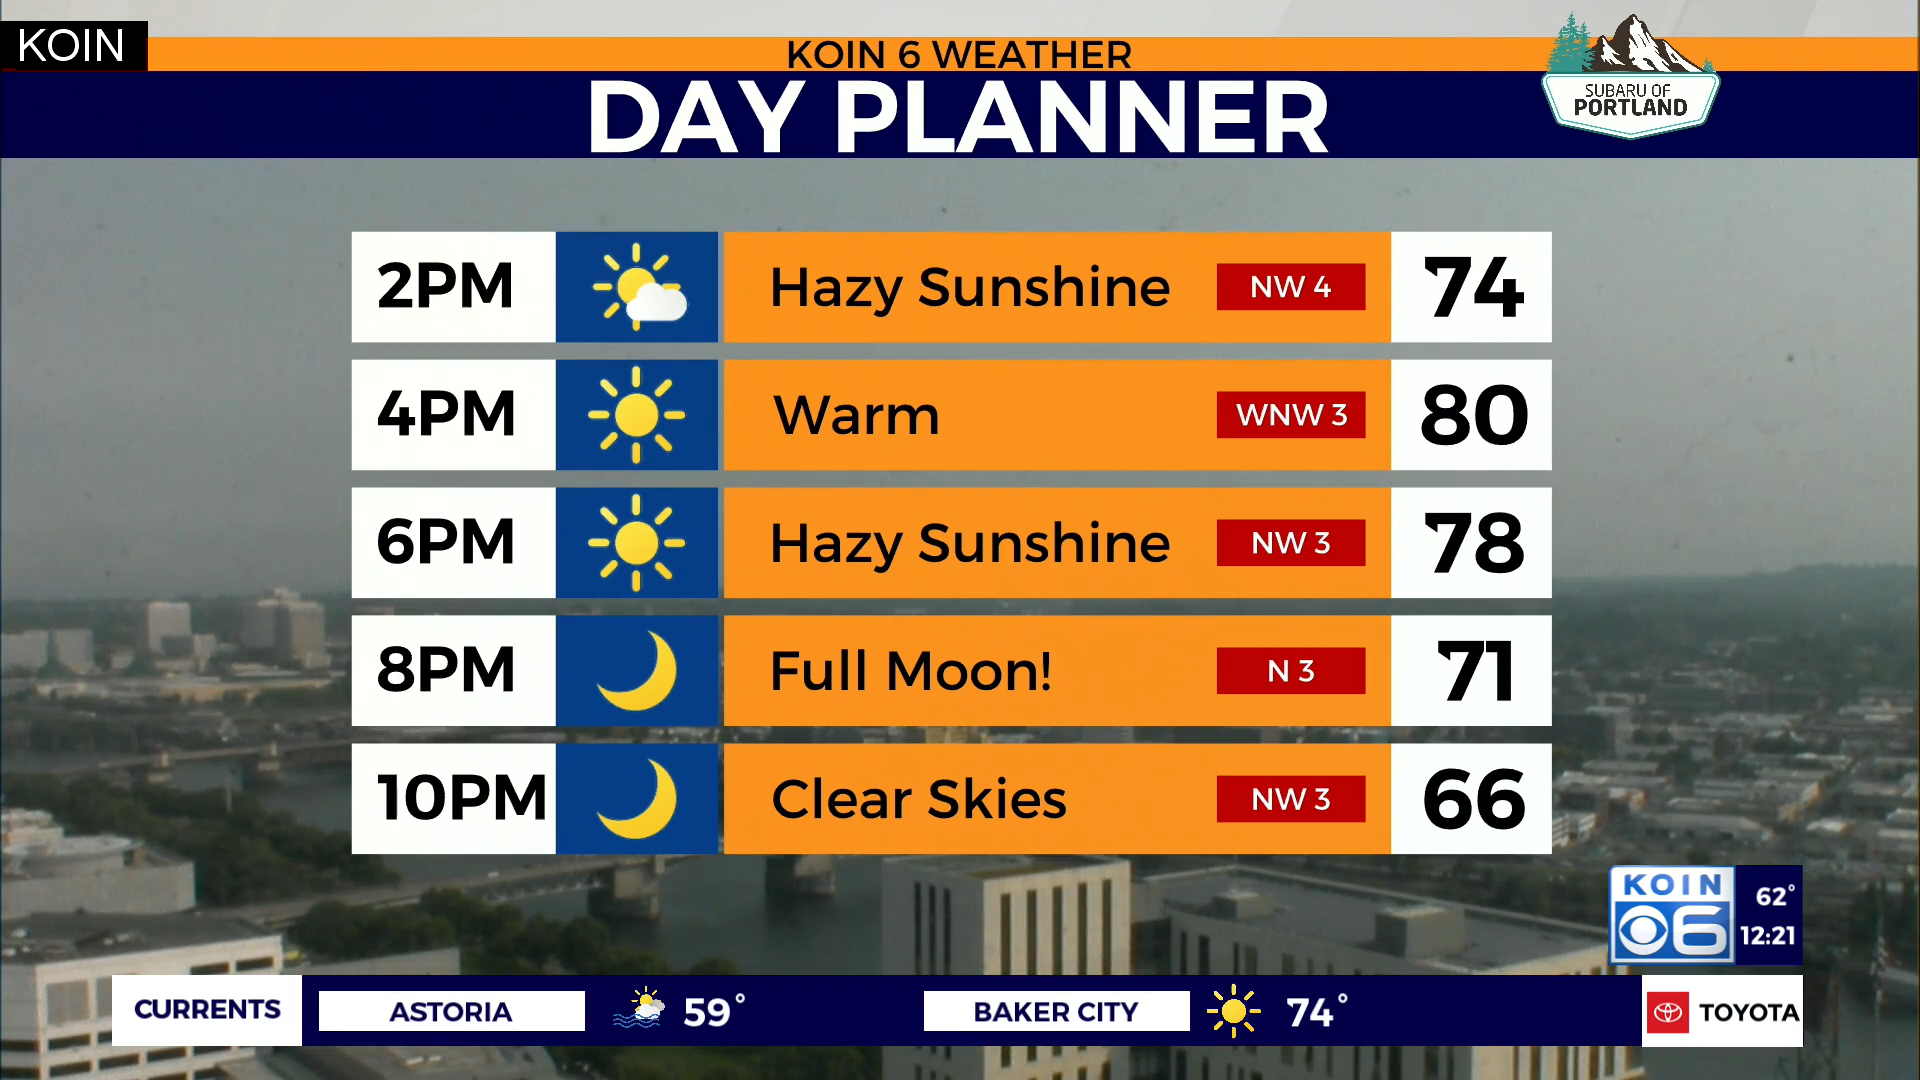 KOIN
KOIN 6 WEATHER
DAY PLANNER
SUBARU OF
PORTLAND
2PM Hazy Sunshine NW 4 74
4PM Warm WNW 3 80
6PM Hazy Sunshine NW 3 78
8PM Full Moon! N 3 71
10PM Clear Skies NW 3 66
KOIN
6
62°
12:21
CURRENTS ASTORIA 59° BAKER CITY 74° TOYOTA